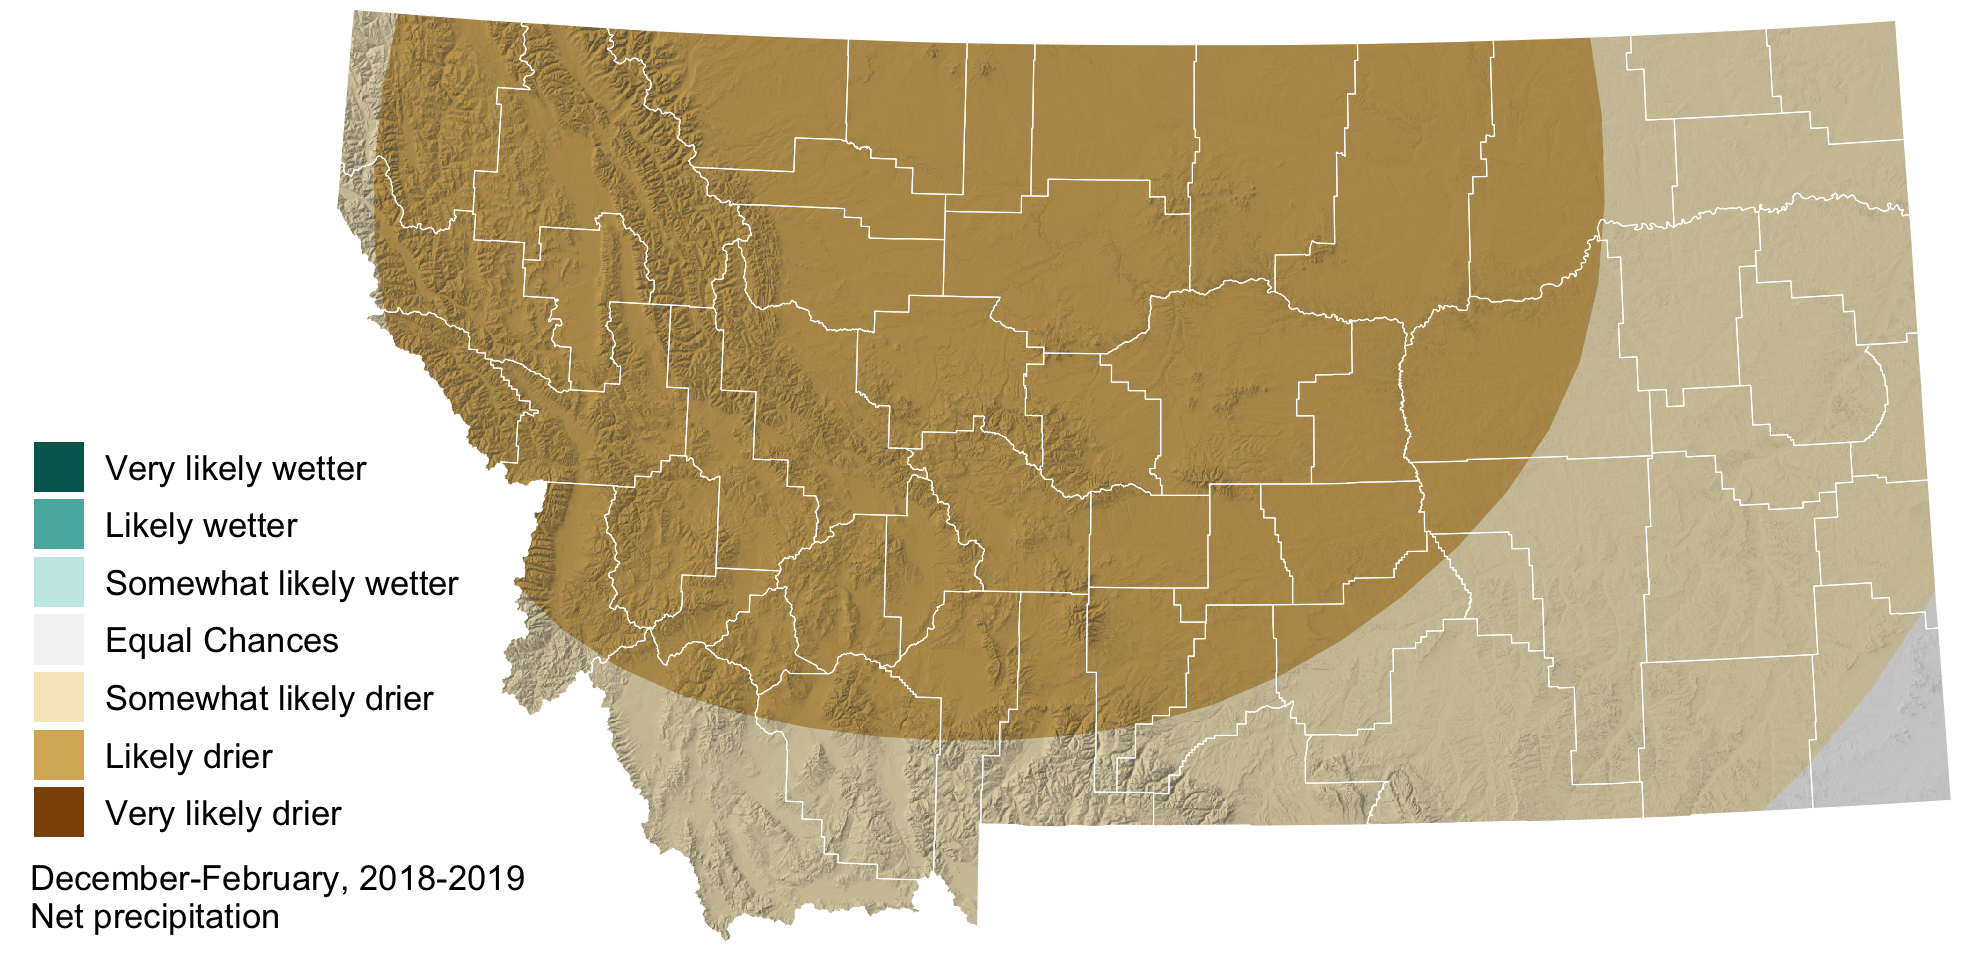 Very likely wetter
Likely wetter
Somewhat likely wetter
Equal Chances
Somewhat likely drier
Likely drier
Very likely drier
December-February, 2018-2019
Net precipitation